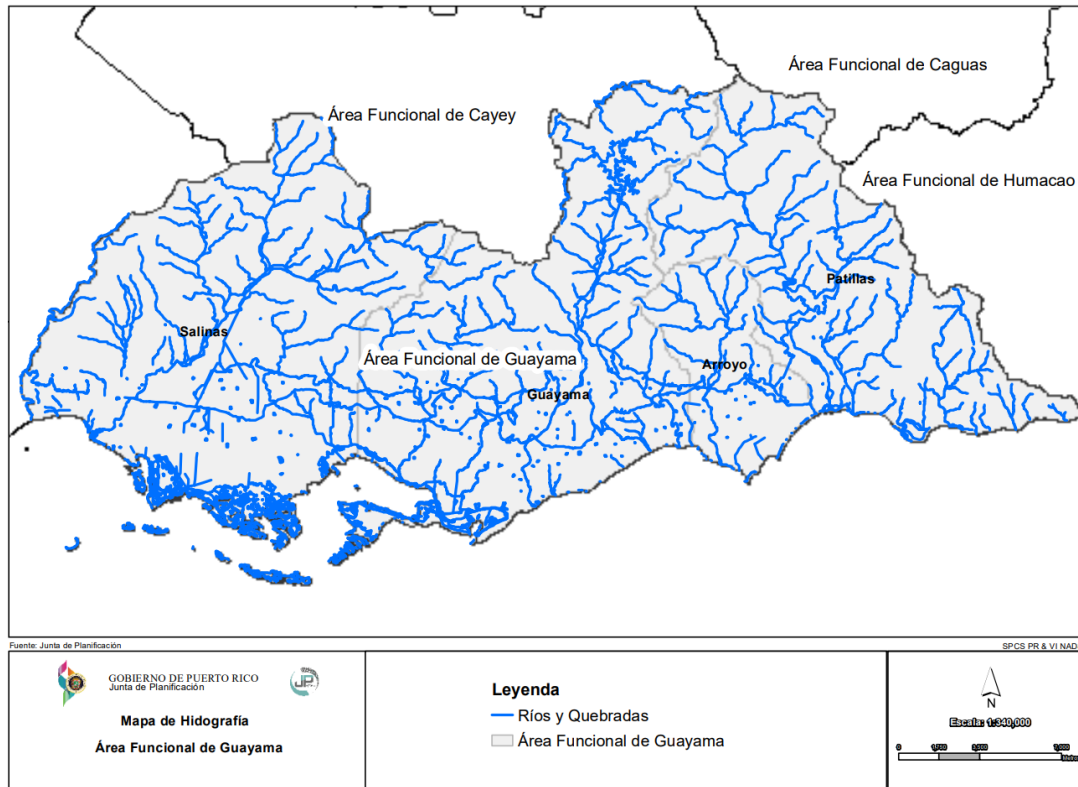 Área Funcional de Caguas
Área Funcional de Cayey
Área Funcional de Humacao
Patillas
Salinas
Área Funcional de Guayama
Arroyo
Guayama
Fuente: Junta de Planificación
SPCS PR & VI NAD
GOBIERNO DE PUERTO RICO
Junta de Planificación
JP
Mapa de Hidografía
Área Funcional de Guayama
Leyenda
Ríos y Quebradas
Área Funcional de Guayama
N
Escala: 1:340,000
0